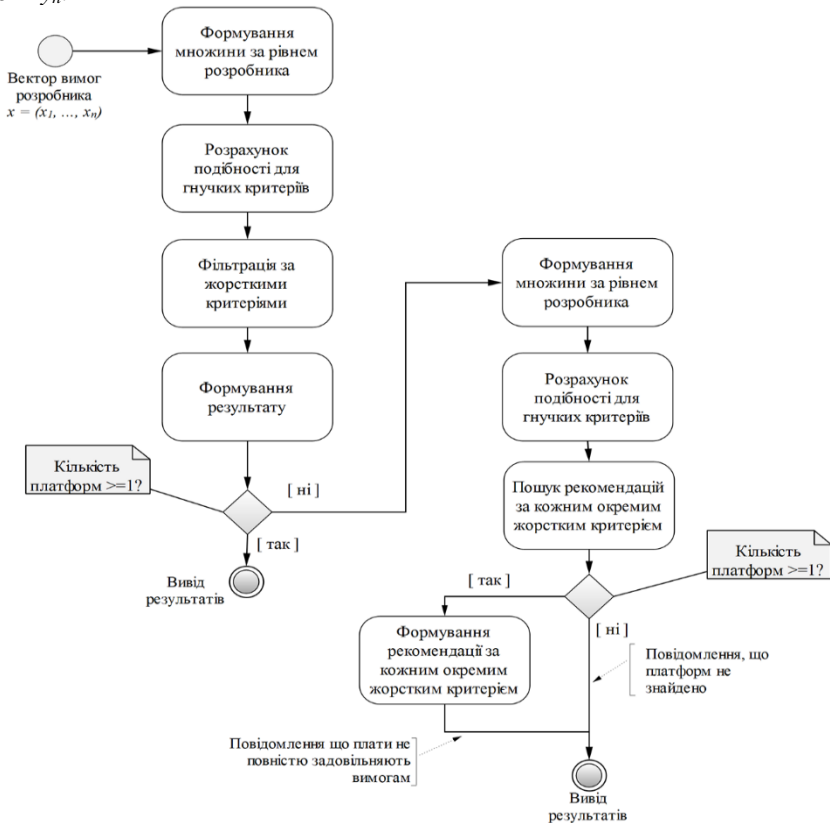 Формування
множини за рівнем
розробника
Вектор вимог
розробника
x = (x₁, ..., xₙ)
Розрахунок
подібності для
гнучких критеріїв
Фільтрація за
жорсткими
критеріями
Формування
результату
Кількість
платформ >=1?
[ ні ]
[ так ]
Вивід
результатів
Формування
множини за рівнем
розробника
Розрахунок
подібності для
гнучких критеріїв
Пошук рекомендацій
за кожним окремим
жорстким критерієм
Кількість
платформ >=1?
[ так ]
[ ні ]
Формування
рекомендації за
кожним окремим
жорстким критерієм
Повідомлення, що
платформ не
знайдено
Повідомлення що плати не
повністю задовільняють
вимогам
Вивід
результатів